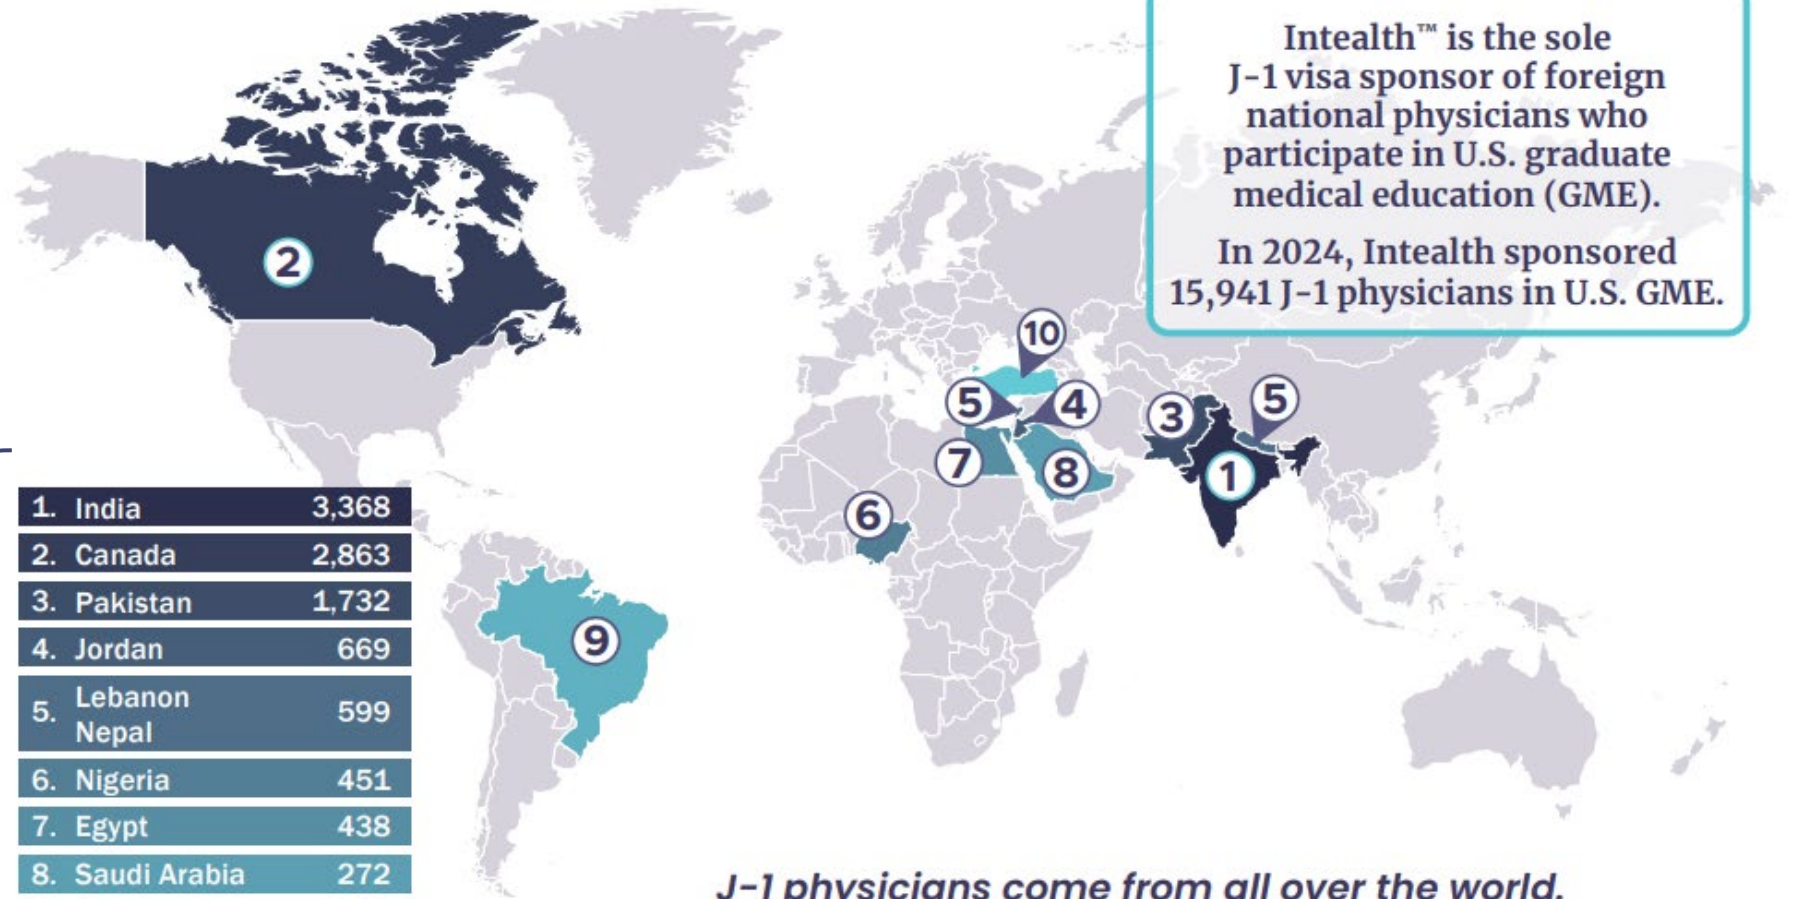 Intealth™ is the sole
J-1 visa sponsor of foreign
national physicians who
participate in U.S. graduate
medical education (GME).
In 2024, Intealth sponsored
15,941 J-1 physicians in U.S. GME.
2
10
5
4
3
5
7
8
1
6
9
1. India 3,368
2. Canada 2,863
3. Pakistan 1,732
4. Jordan 669
5. Lebanon
Nepal 599
6. Nigeria 451
7. Egypt 438
8. Saudi Arabia 272
J-1 physicians come from all over the world.